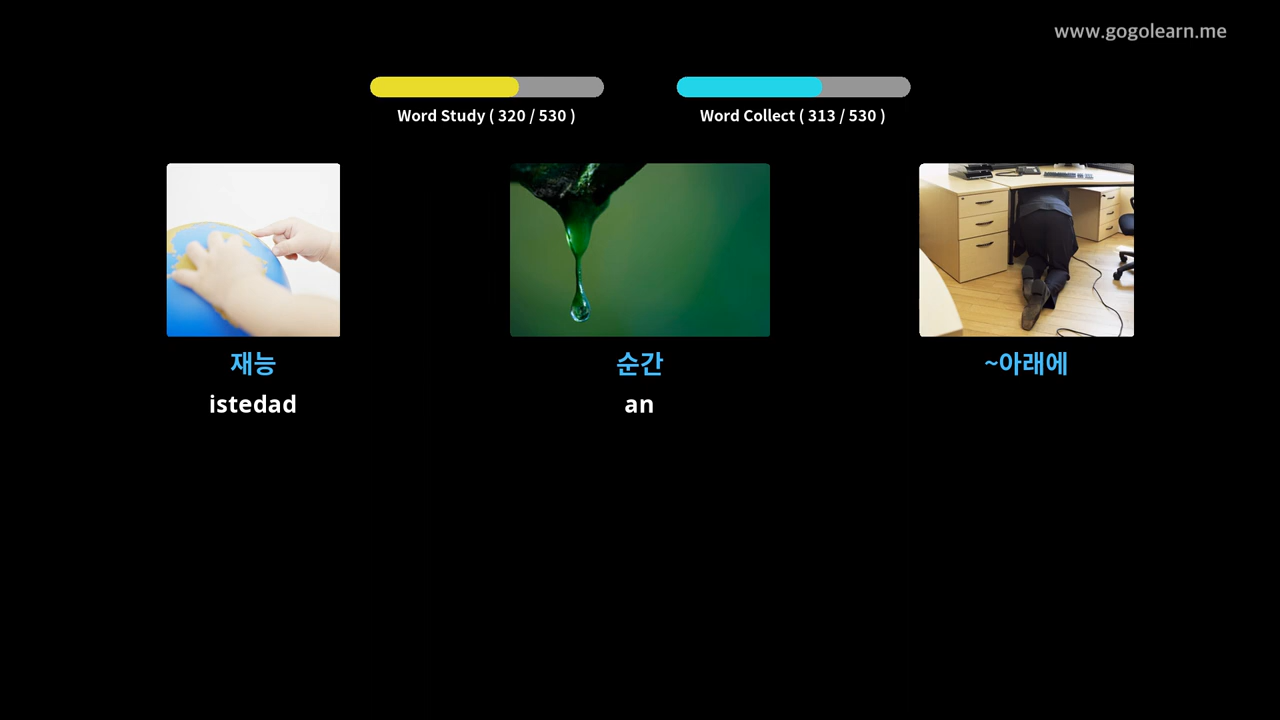 www.gogolearn.me
Word Study ( 320 / 530 )
Word Collect ( 313 / 530 )
재능
순간
~아래에
istedad
an